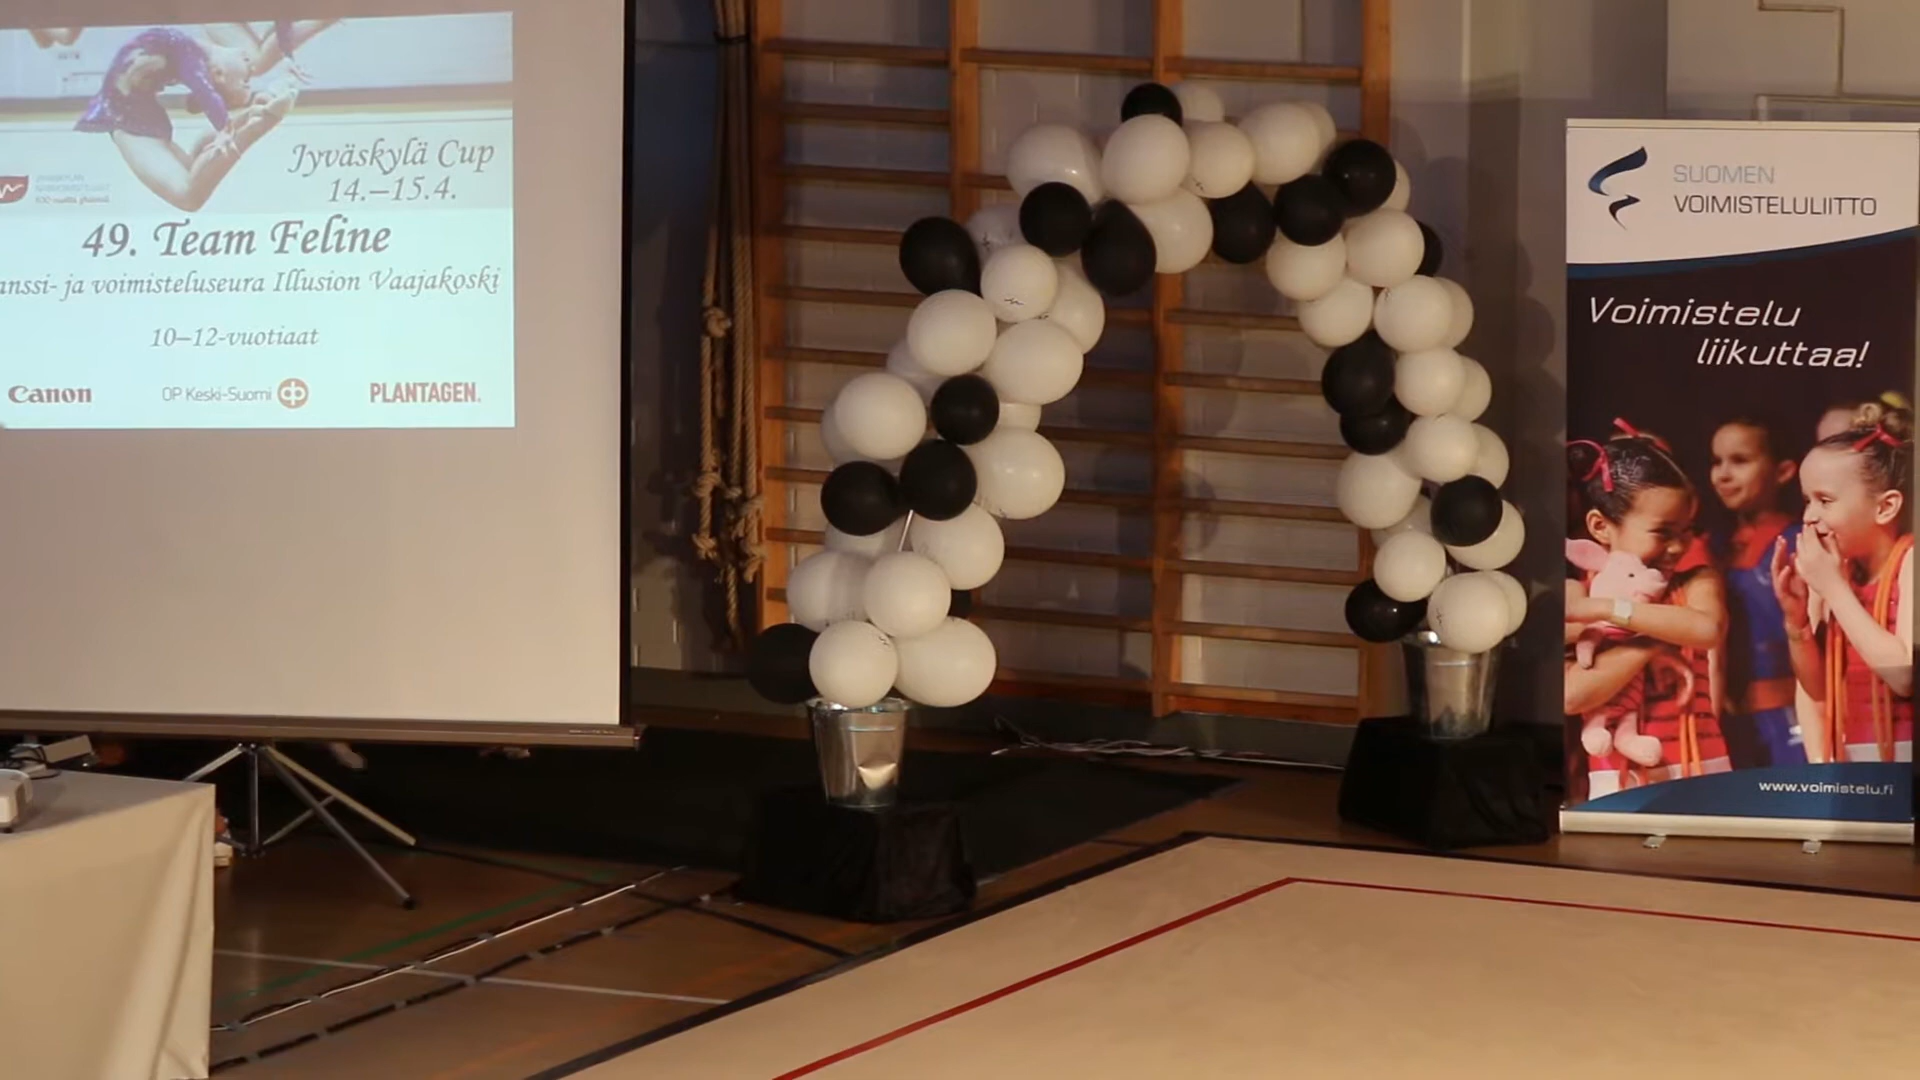 Jyväskylä Cup
14.–15.4.
49. Team Feline
anssi- ja voimisteluseura Illusion Vaajakoski
10–12-vuotiaat
Canon
OP Keski-Suomi
PLANTAGEN.
SUOMEN
VOIMISTELULIITTO
Voimistelu
liikuttaa!
www.voimistelu.fi